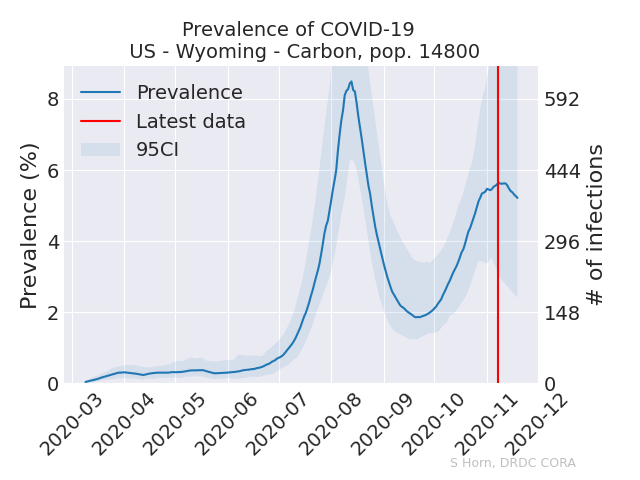 Prevalence of COVID-19
US - Wyoming - Carbon, pop. 14800
Prevalence
Latest data
95CI
Prevalence (%)
8
6
4
2
0
592
444
296
148
0
# of infections
2020-03
2020-04
2020-05
2020-06
2020-07
2020-08
2020-09
2020-10
2020-11
2020-12
S Horn, DRDC CORA